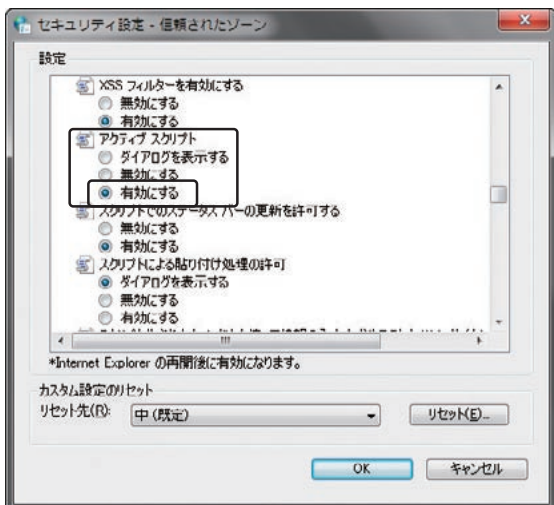 セキュリティ設定 - 信頼されたゾーン
設定
XSS フィルターを有効にする
無効にする
有効にする
アクティブ スクリプト
ダイアログを表示する
無効にする
有効にする
スクリプトでのステータス バーの更新を許可する
無効にする
有効にする
スクリプトによる貼り付け処理の許可
ダイアログを表示する
無効にする
有効にする
*Internet Explorer の再開後に有効になります。
カスタム設定のリセット
リセット先(R): 中 (既定) リセット(E)...
OK キャンセル